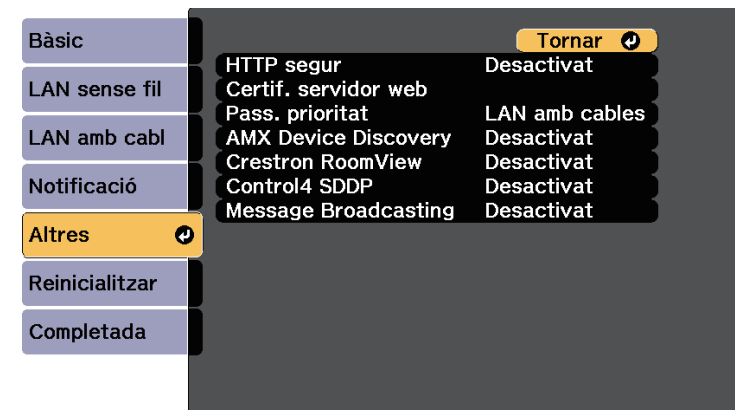 Bàsic
LAN sense fil
LAN amb cabl
Notificació
Altres
Reinicialitzar
Completada
Tornar
HTTP segur Desactivat
Certif. servidor web
Pass. prioritat LAN amb cables
AMX Device Discovery Desactivat
Crestron RoomView Desactivat
Control4 SDDP Desactivat
Message Broadcasting Desactivat